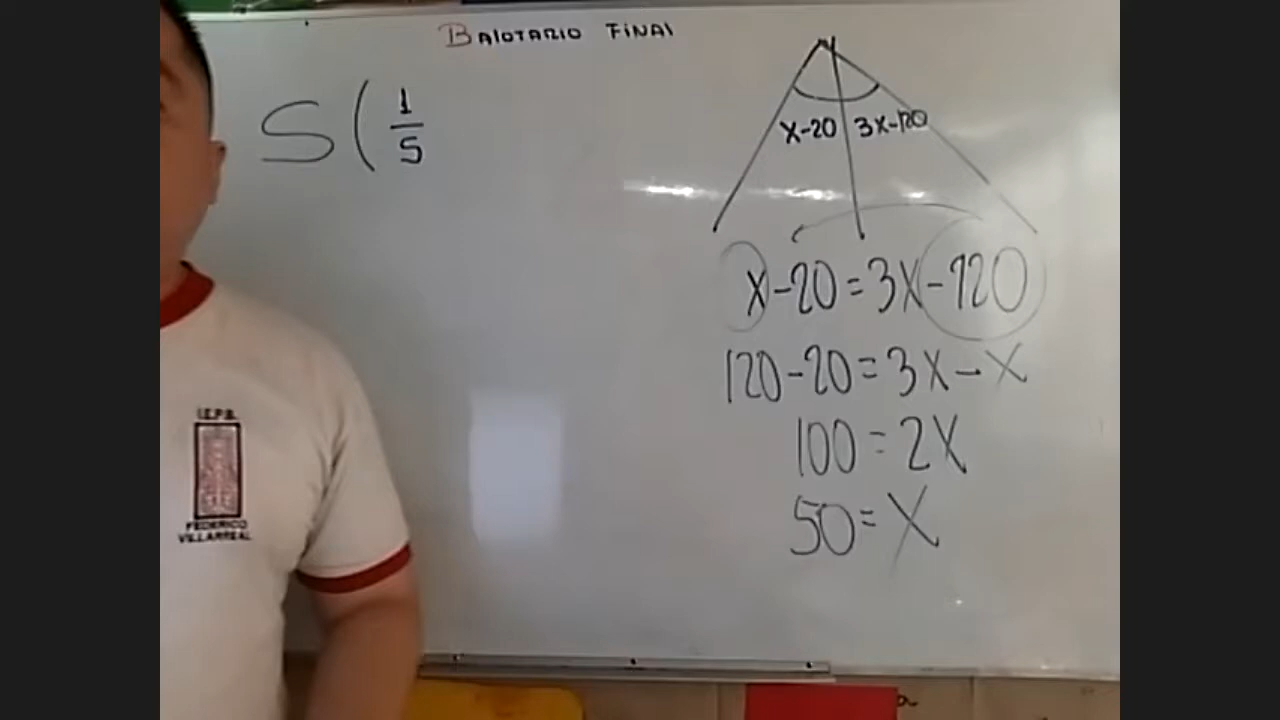 BAlOTARIO FiNAl
S ( 1/5
x-20 3x-120
x-20=3x-120
120-20=3x-x
100=2x
50=x
I.E.P.B.
FEDERICO
VILLARREAL